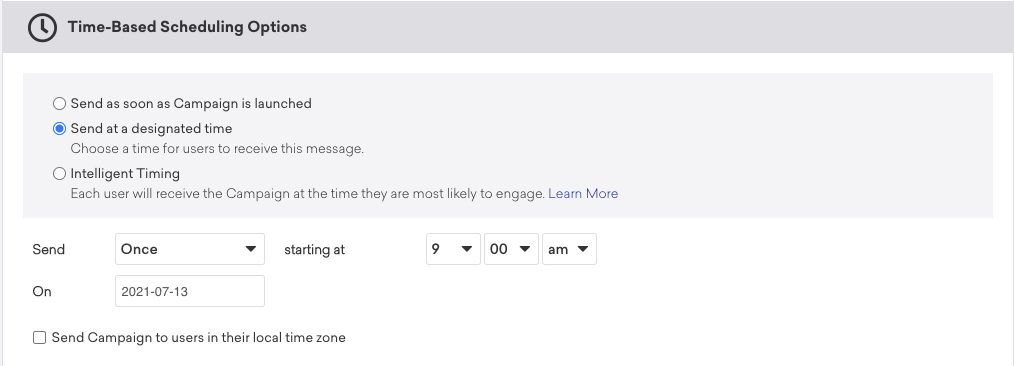 Time-Based Scheduling Options
Send as soon as Campaign is launched
Send at a designated time
Choose a time for users to receive this message.
Intelligent Timing
Each user will receive the Campaign at the time they are most likely to engage. Learn More
Send Once starting at 9 00 am
On 2021-07-13
Send Campaign to users in their local time zone